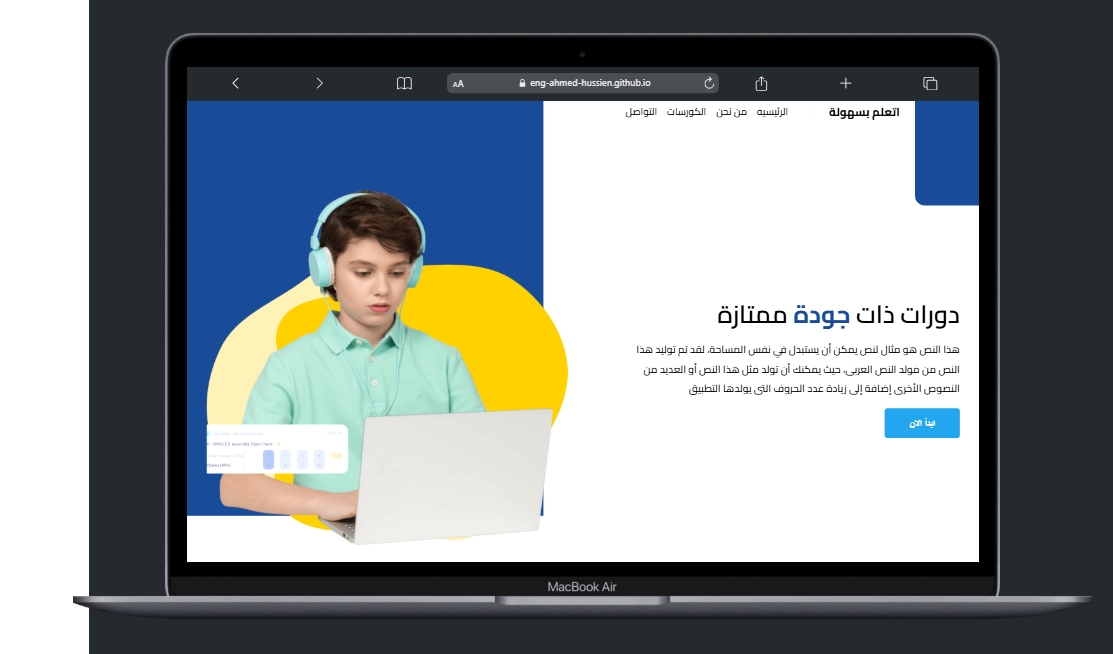 AA eng-ahmed-hussien.github.io
اتعلم بسهولة
الرئيسيه من نحن الكورسات التواصل
دورات ذات جودة ممتازة
هذا النص هو مثال لنص يمكن أن يستبدل في نفس المساحة، لقد تم توليد هذا
النص من مولد النص العربى، حيث يمكنك أن تولد مثل هذا النص أو العديد من
النصوص الأخرى إضافة إلى زيادة عدد الحروف التى يولدها التطبيق
ابدأ الان
MacBook Air